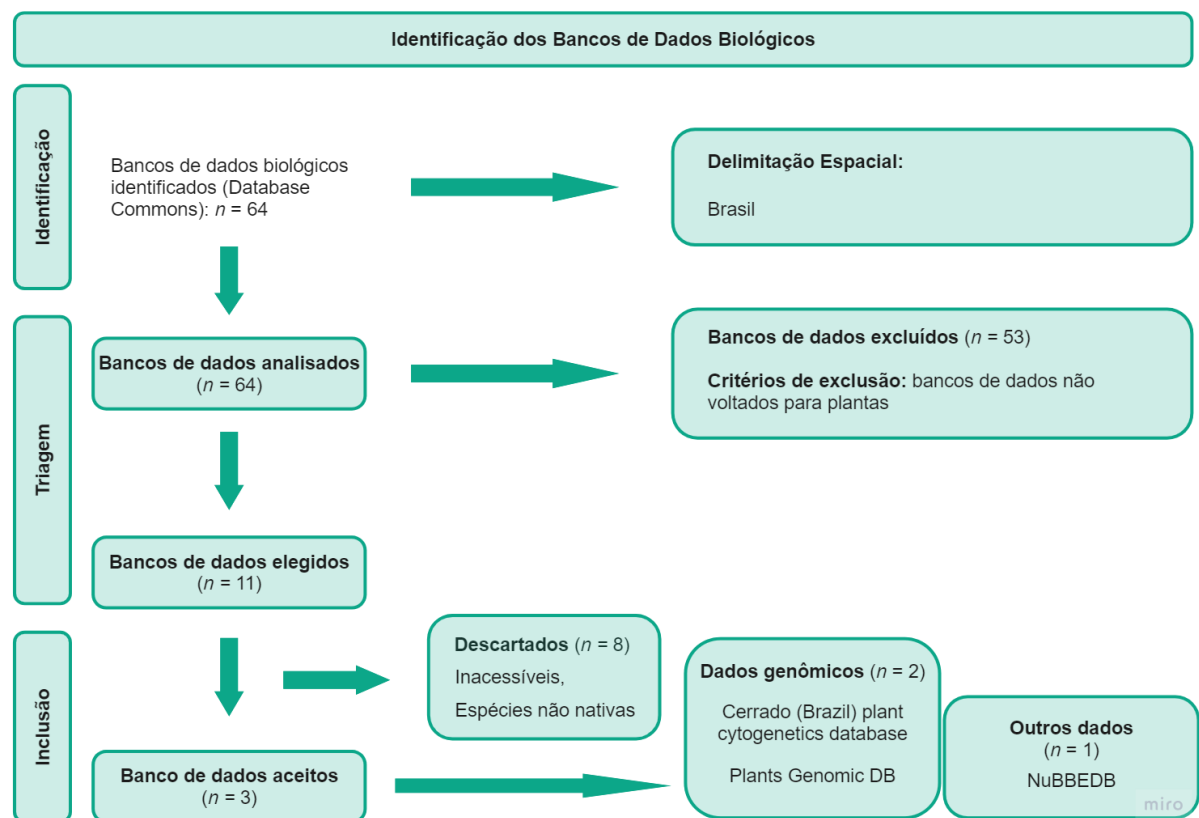 Identificação dos Bancos de Dados Biológicos
Identificação
Bancos de dados biológicos
identificados (Database
Commons): n = 64
Delimitação Espacial:
Brasil
Triagem
Bancos de dados analisados
(n = 64)
Bancos de dados excluídos (n = 53)
Critérios de exclusão: bancos de dados não
voltados para plantas
Bancos de dados elegidos
(n = 11)
Inclusão
Descartados (n = 8)
Inacessíveis,
Espécies não nativas
Banco de dados aceitos
(n = 3)
Dados genômicos (n = 2)
Cerrado (Brazil) plant
cytogenetics database
Plants Genomic DB
Outros dados
(n = 1)
NuBBEDB
miro